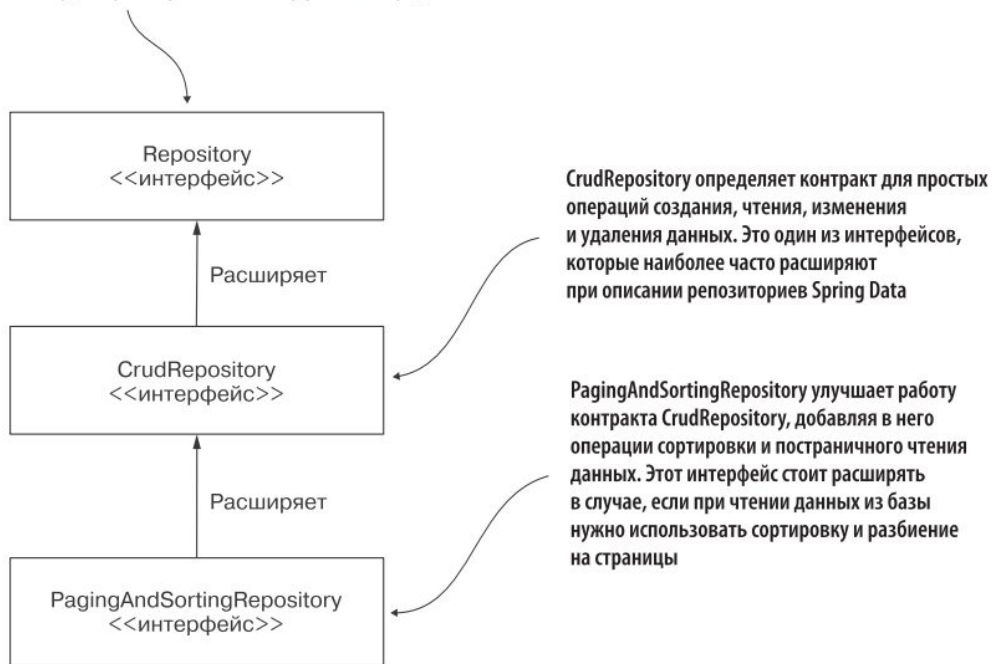 Repository
<<интерфейс>>
Расширяет
CrudRepository определяет контракт для простых
операций создания, чтения, изменения
и удаления данных. Это один из интерфейсов,
которые наиболее часто расширяют
при описании репозиториев Spring Data
CrudRepository
<<интерфейс>>
Расширяет
PagingAndSortingRepository улучшает работу
контракта CrudRepository, добавляя в него
операции сортировки и постраничного чтения
данных. Этот интерфейс стоит расширять
в случае, если при чтении данных из базы
нужно использовать сортировку и разбиение
на страницы
PagingAndSortingRepository
<<интерфейс>>